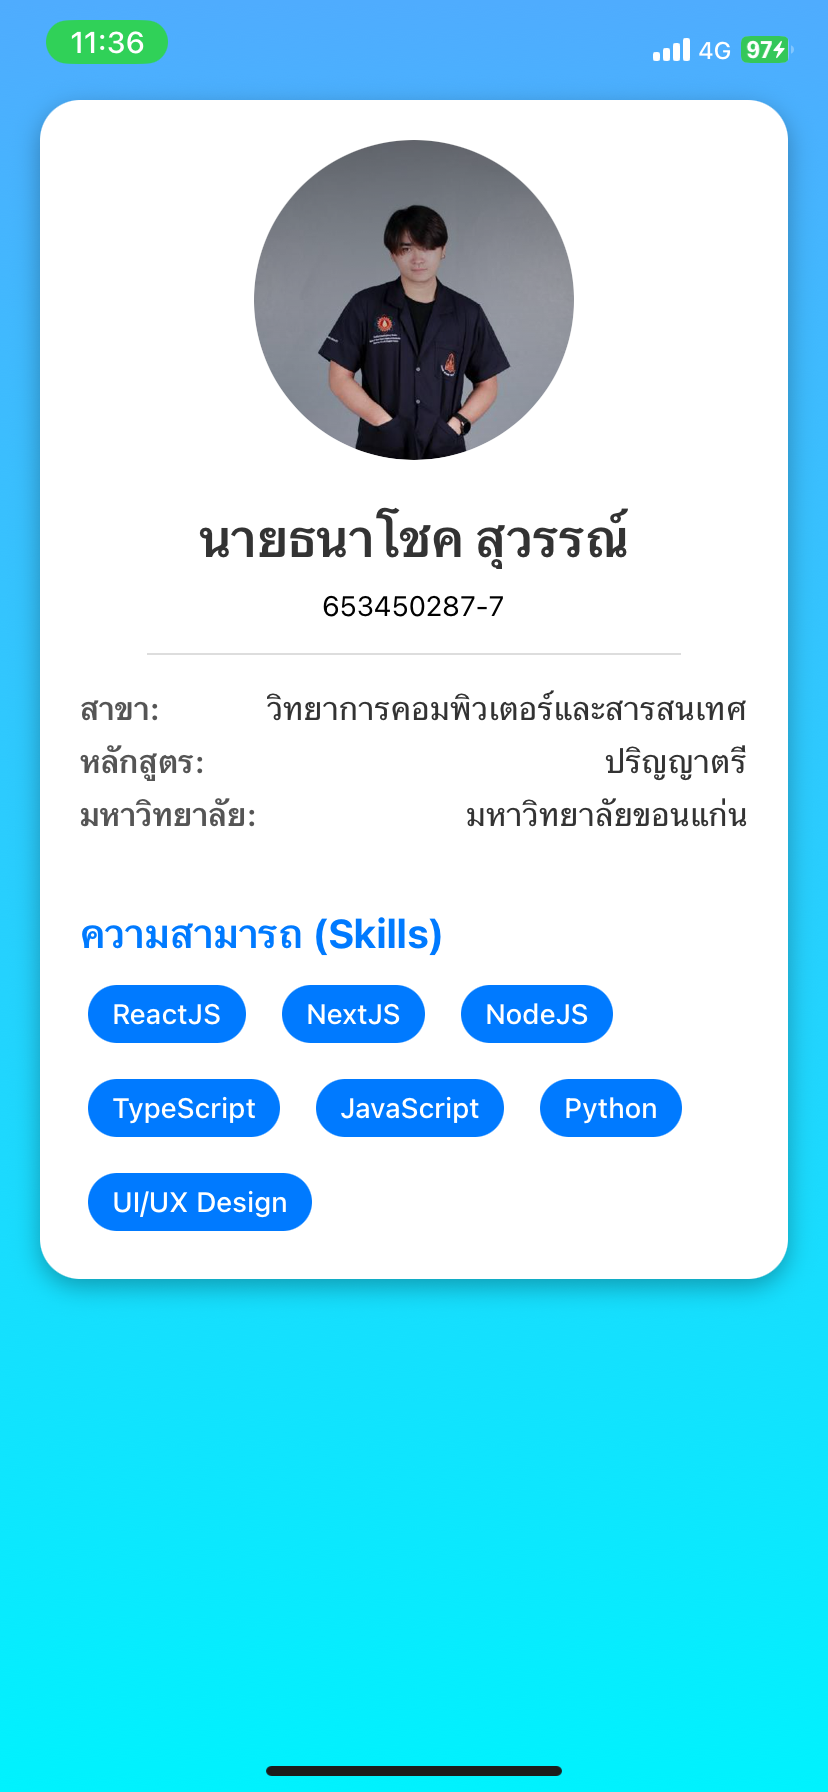 11:36
4G 97
นายธนาโชค สุวรรณ์
653450287-7
สาขา: วิทยาการคอมพิวเตอร์และสารสนเทศ
หลักสูตร: ปริญญาตรี
มหาวิทยาลัย: มหาวิทยาลัยขอนแก่น
ความสามารถ (Skills)
ReactJS NextJS NodeJS
TypeScript JavaScript Python
UI/UX Design